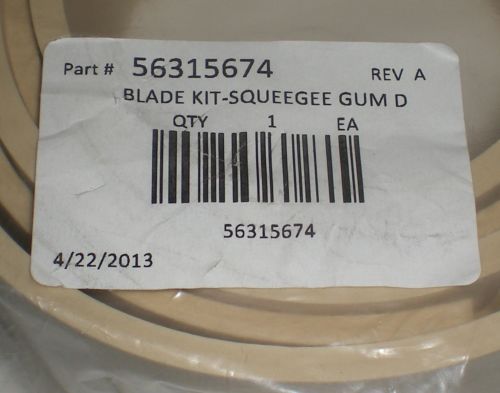 Part # 56315674 REV A
BLADE KIT-SQUEEGEE GUM D
QTY 1 EA
56315674
4/22/2013